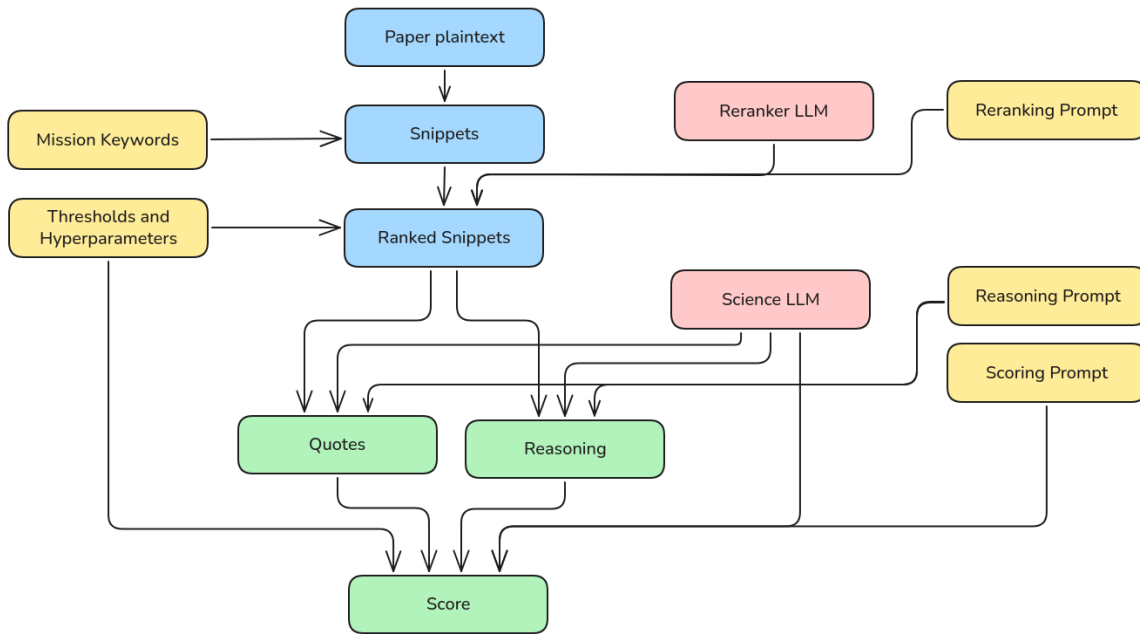 Paper plaintext
Mission Keywords
Snippets
Reranker LLM
Reranking Prompt
Thresholds and
Hyperparameters
Ranked Snippets
Science LLM
Reasoning Prompt
Scoring Prompt
Quotes
Reasoning
Score